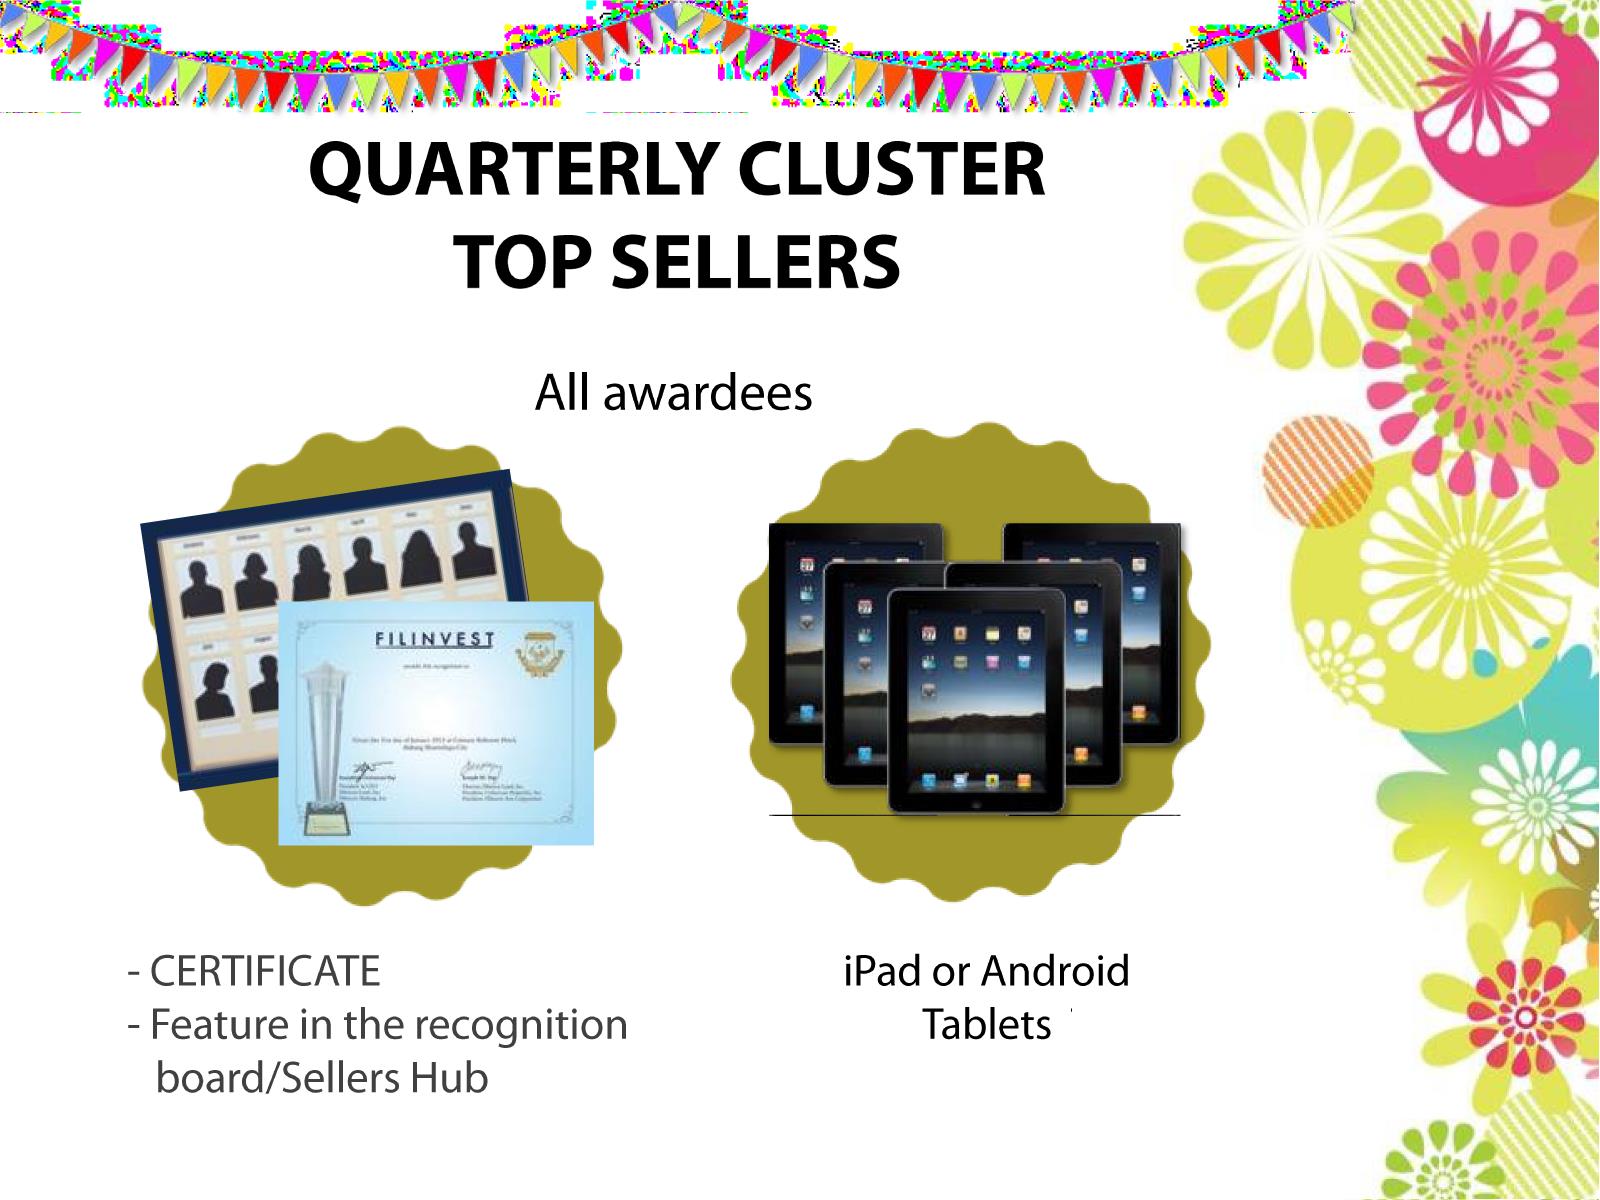 QUARTERLY CLUSTER
TOP SELLERS
All awardees
FILINVEST
- CERTIFICATE
- Feature in the recognition
board/Sellers Hub
iPad or Android
Tablets